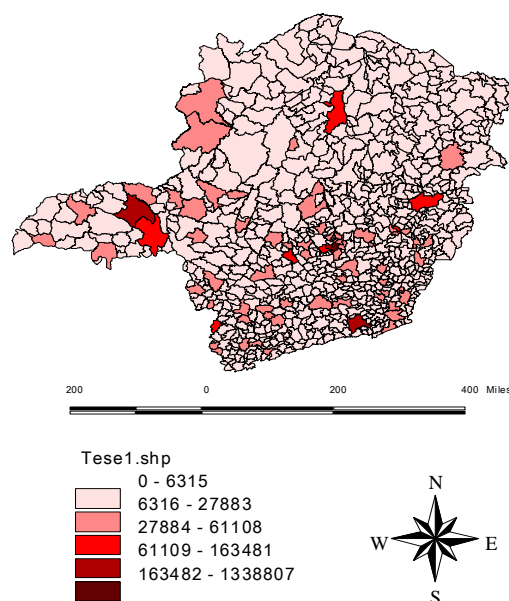 200 0 200 400 Miles
Tese1.shp
0 - 6315
6316 - 27883
27884 - 61108
61109 - 163481
163482 - 1338807
N
W E
S